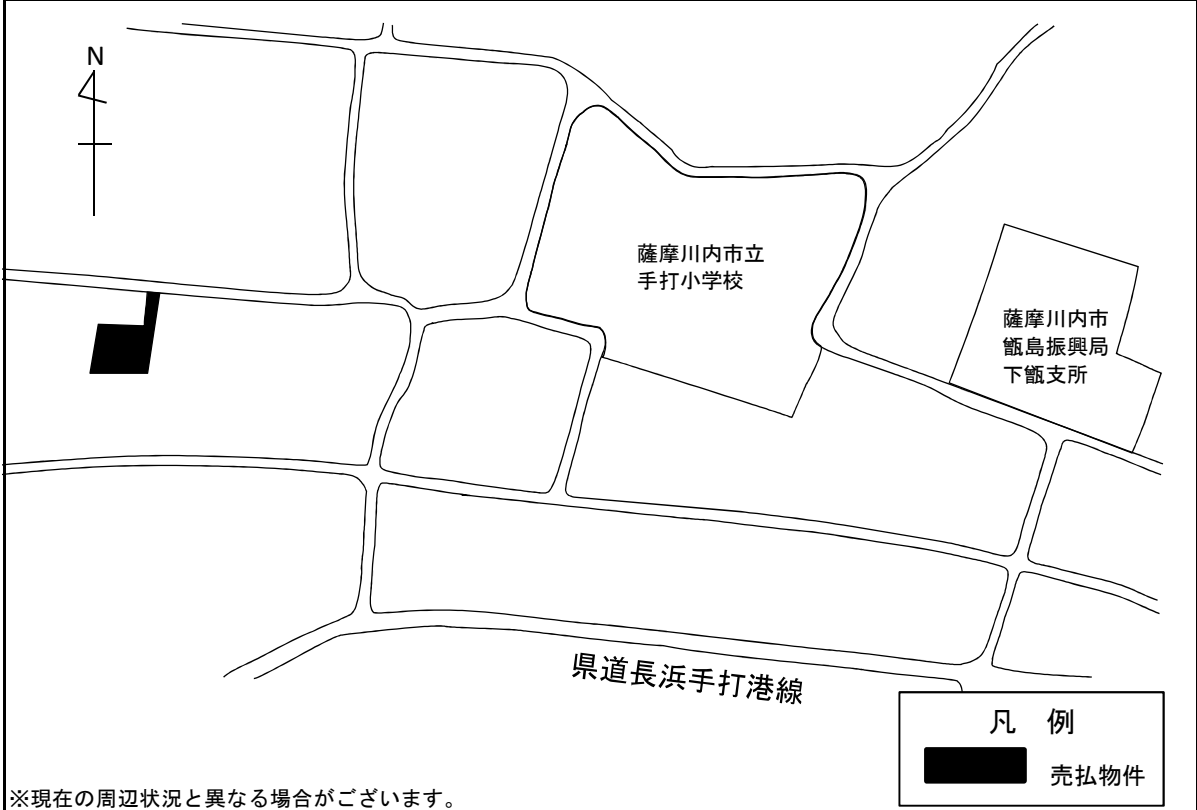 N
薩摩川内市立
手打小学校
薩摩川内市
甑島振興局
下甑支所
県道長浜手打港線
凡 例
売払物件
※現在の周辺状況と異なる場合がございます。